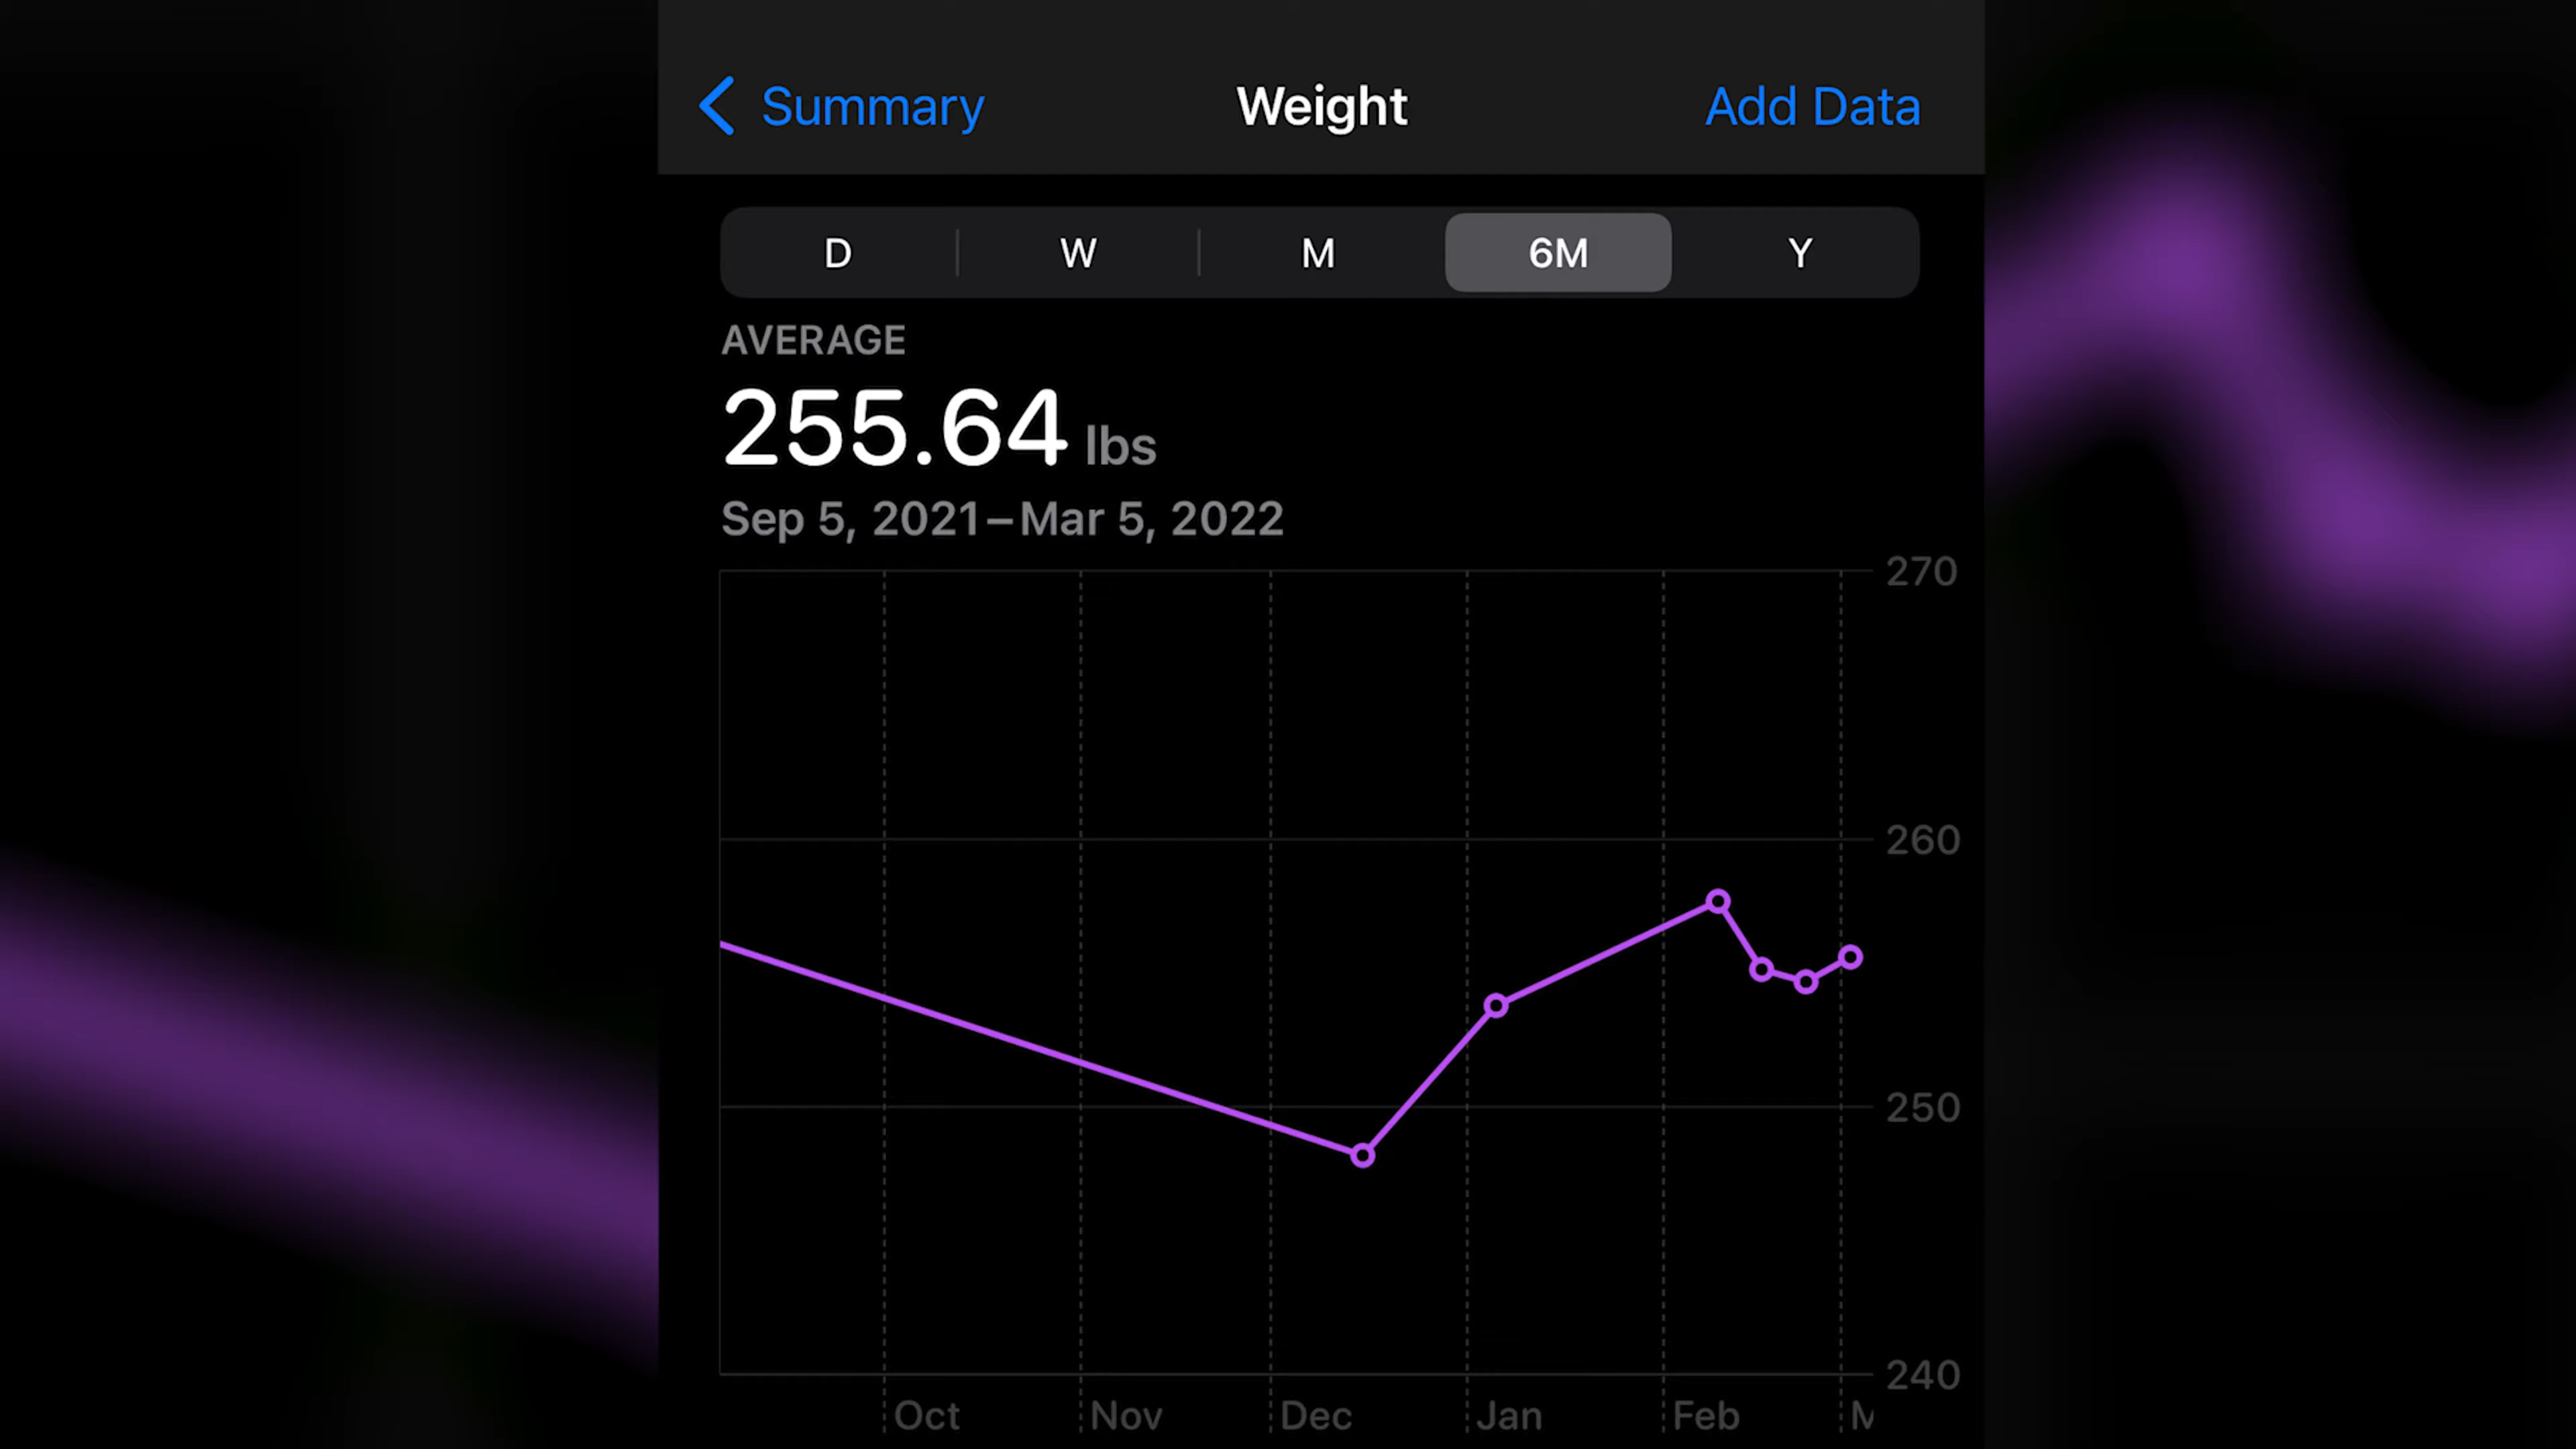 Summary Weight Add Data
D W M 6M Y
AVERAGE
255.64 lbs
Sep 5, 2021–Mar 5, 2022
270
260
250
240
Oct Nov Dec Jan Feb